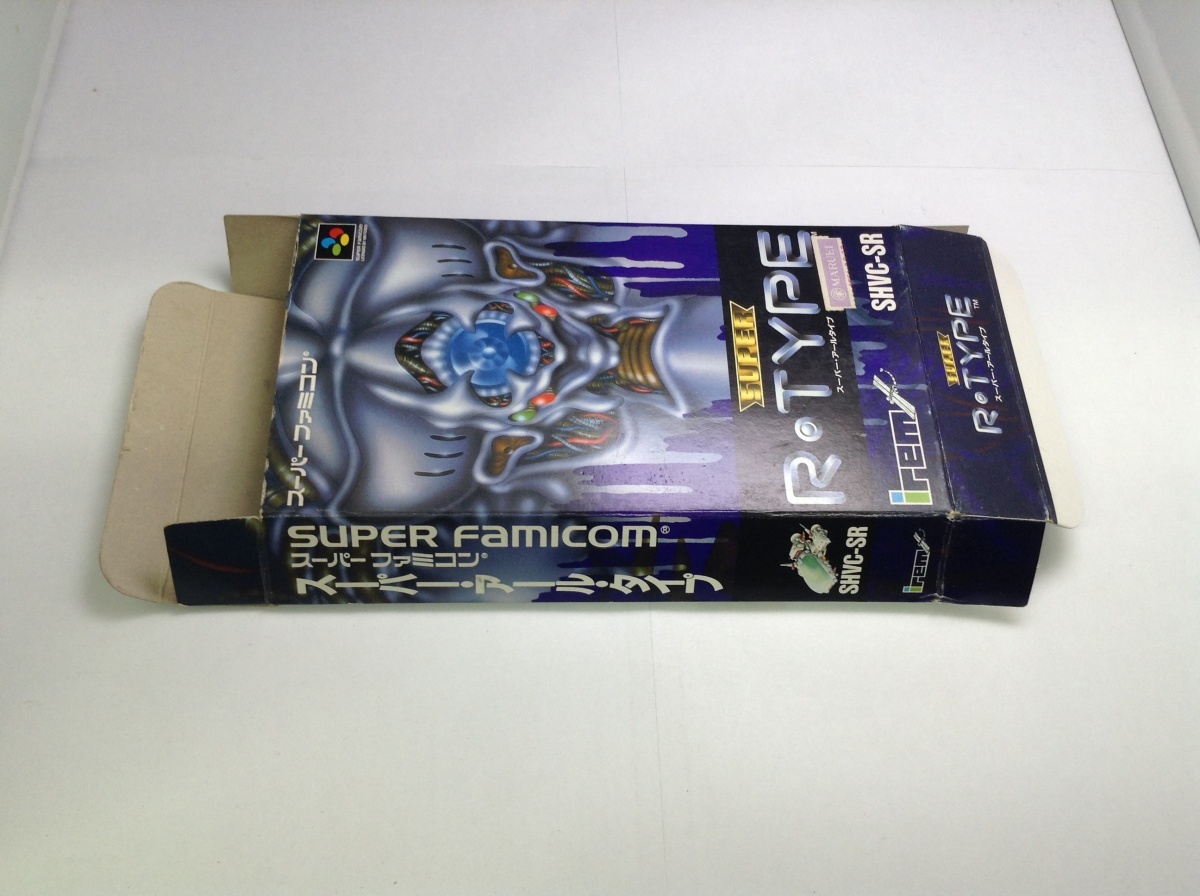 スーパーファミコン®
SUPER
R·TYPE™
スーパー・アールタイプ
MARUEI
SHVC-SR
irem
SUPER
R·TYPE™
スーパー・アールタイプ
SUPER FAMICOM®
スーパーファミコン®
スーパー・アール・タイプ
SHVC-SR
irem